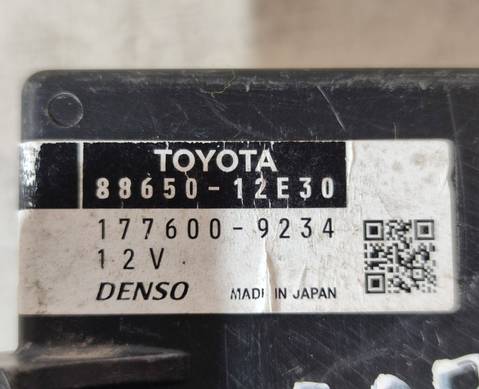 TOYOTA
88650-12E30
177600-9234
12V
DENSO MADE IN JAPAN